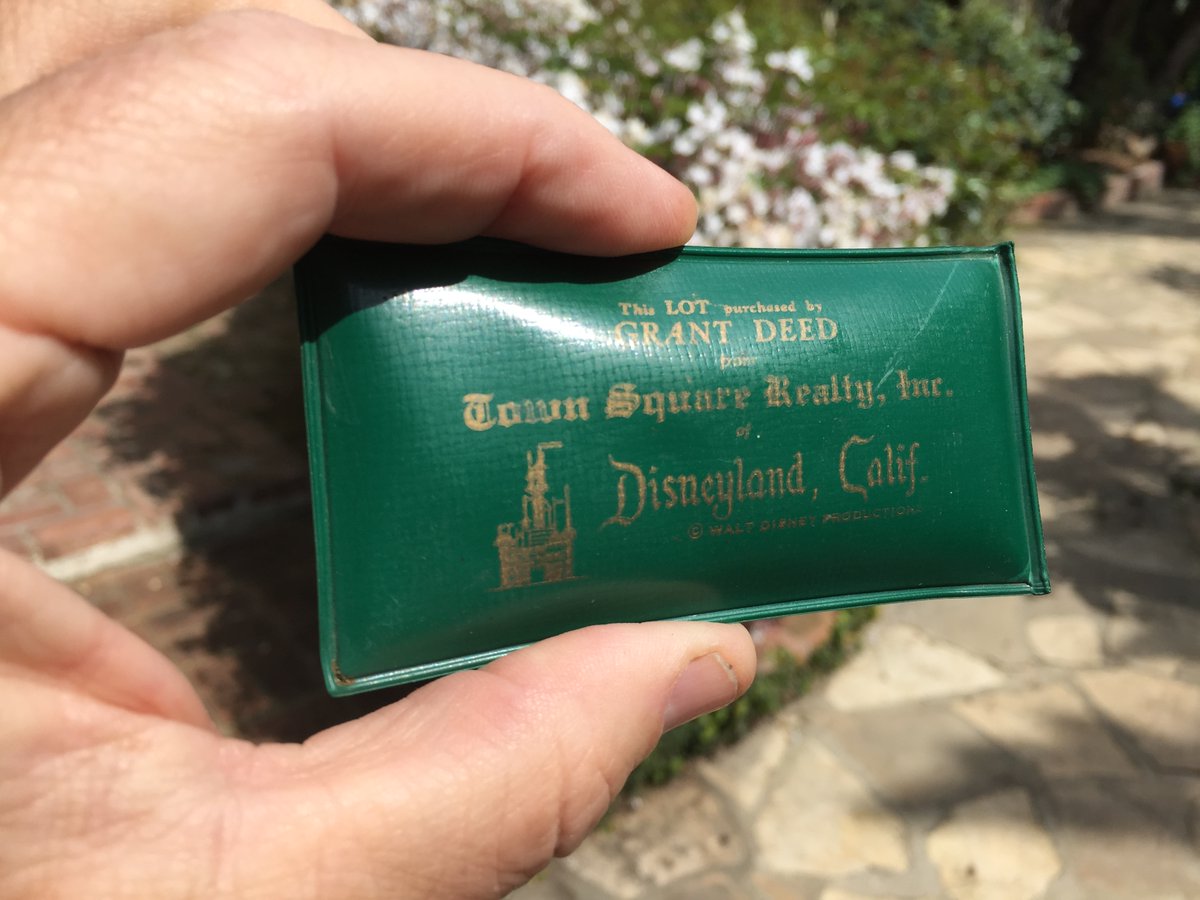 This LOT purchased by
GRANT DEED
from
Town Square Realty, Inc.
of
Disneyland, Calif.
© WALT DISNEY PRODUCTIONS